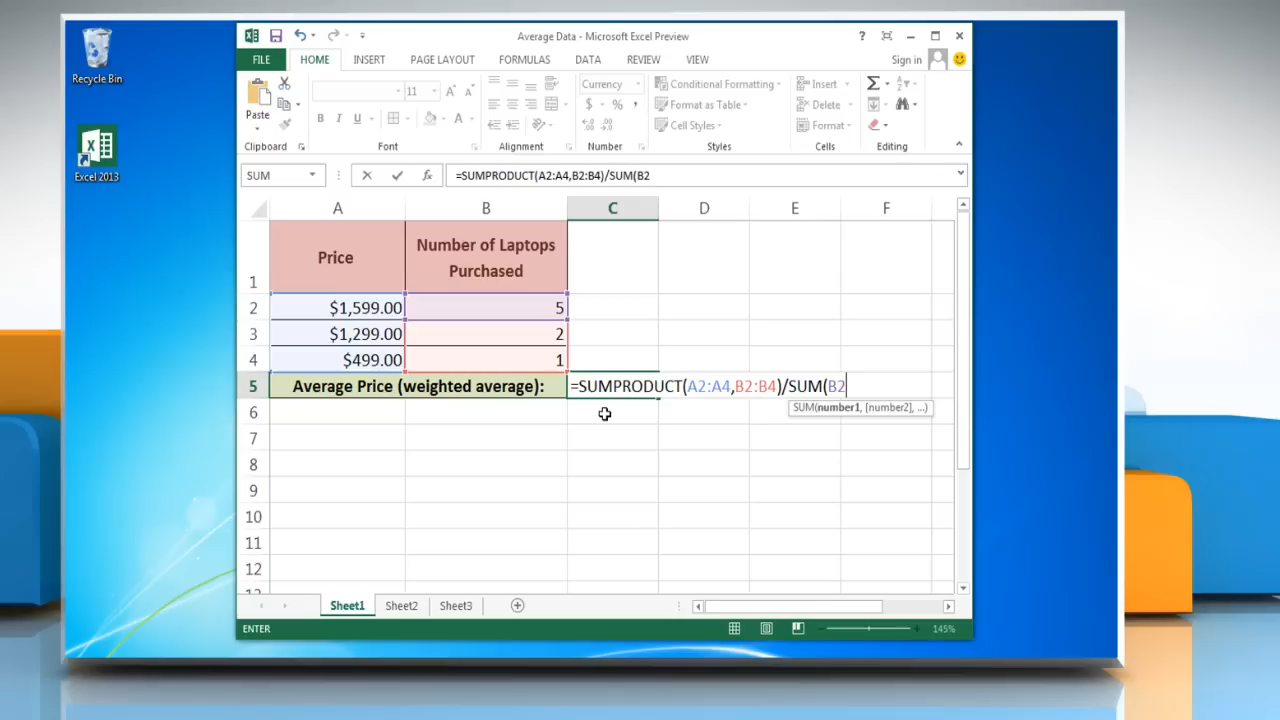 Recycle Bin
Excel 2013
Average Data - Microsoft Excel Preview
?
FILE
HOME
INSERT
PAGE LAYOUT
FORMULAS
DATA
REVIEW
VIEW
Sign in
Paste
11
B I U
A
Currency
$ % ,
Conditional Formatting
Format as Table
Cell Styles
Insert
Delete
Format
Clipboard
Font
Alignment
Number
Styles
Cells
Editing
SUM
fx
=SUMPRODUCT(A2:A4,B2:B4)/SUM(B2
A B C D E F
Number of Laptops
Price
Purchased
1
2 $1,599.00 5
3 $1,299.00 2
4 $499.00 1
5 Average Price (weighted average): =SUMPRODUCT(A2:A4,B2:B4)/SUM(B2
SUM(number1, [number2], ...)
6
7
8
9
10
11
12
Sheet1 Sheet2 Sheet3
ENTER
145%